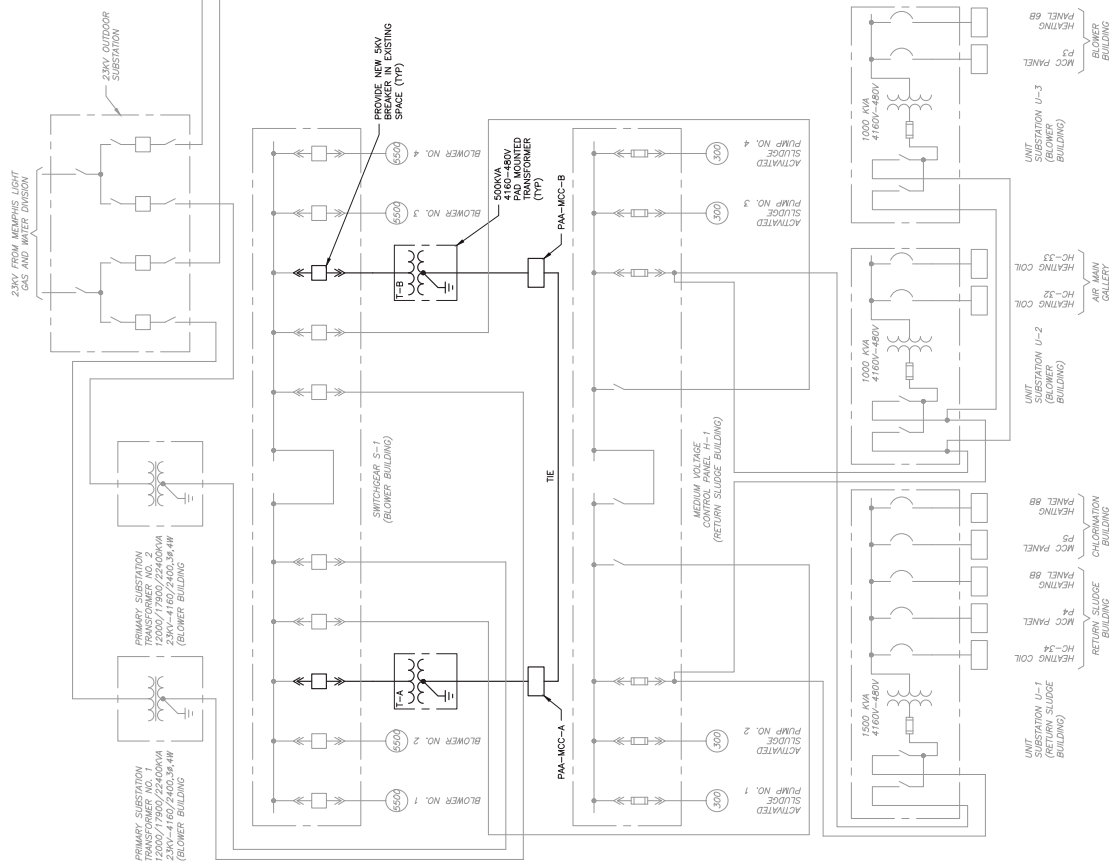 23KV FROM MEMPHIS LIGHT
GAS AND WATER DIVISION
23KV OUTDOOR
SUBSTATION
PRIMARY SUBSTATION
TRANSFORMER NO. 1
12000/17900/22400KVA
23KV-4160/2400,3ø,4W
(BLOWER BUILDING
PRIMARY SUBSTATION
TRANSFORMER NO. 2
12000/17900/22400KVA
23KV-4160/2400,3ø,4W
(BLOWER BUILDING
PROVIDE NEW 5KV
BREAKER IN EXISTING
SPACE (TYP)
5500
BLOWER NO. 1
5500
BLOWER NO. 2
5500
BLOWER NO. 3
5500
BLOWER NO. 4
SWITCHGEAR S-1
(BLOWER BUILDING)
T-A
T-B
500KVA
4160-480V
PAD MOUNTED
TRANSFORMER
(TYP)
PAA-MCC-A
PAA-MCC-B
TIE
MEDIUM VOLTAGE
CONTROL PANEL H-1
(RETURN SLUDGE BUILDING)
300
ACTIVATED
SLUDGE
PUMP NO. 1
300
ACTIVATED
SLUDGE
PUMP NO. 2
300
ACTIVATED
SLUDGE
PUMP NO. 3
300
ACTIVATED
SLUDGE
PUMP NO. 4
1500 KVA
4160V-480V
UNIT
SUBSTATION U-1
(RETURN SLUDGE
BUILDING)
HEATING COIL
HC-34
MCC PANEL
P4
HEATING
PANEL 8B
RETURN SLUDGE
BUILDING
MCC PANEL
P5
HEATING
PANEL 8B
CHLORINATION
BUILDING
1000 KVA
4160V-480V
UNIT
SUBSTATION U-2
(BLOWER
BUILDING)
HEATING COIL
HC-32
HEATING COIL
HC-33
AIR MAIN
GALLERY
1000 KVA
4160V-480V
UNIT
SUBSTATION U-3
(BLOWER
BUILDING)
MCC PANEL
P3
HEATING
PANEL 6B
BLOWER
BUILDING